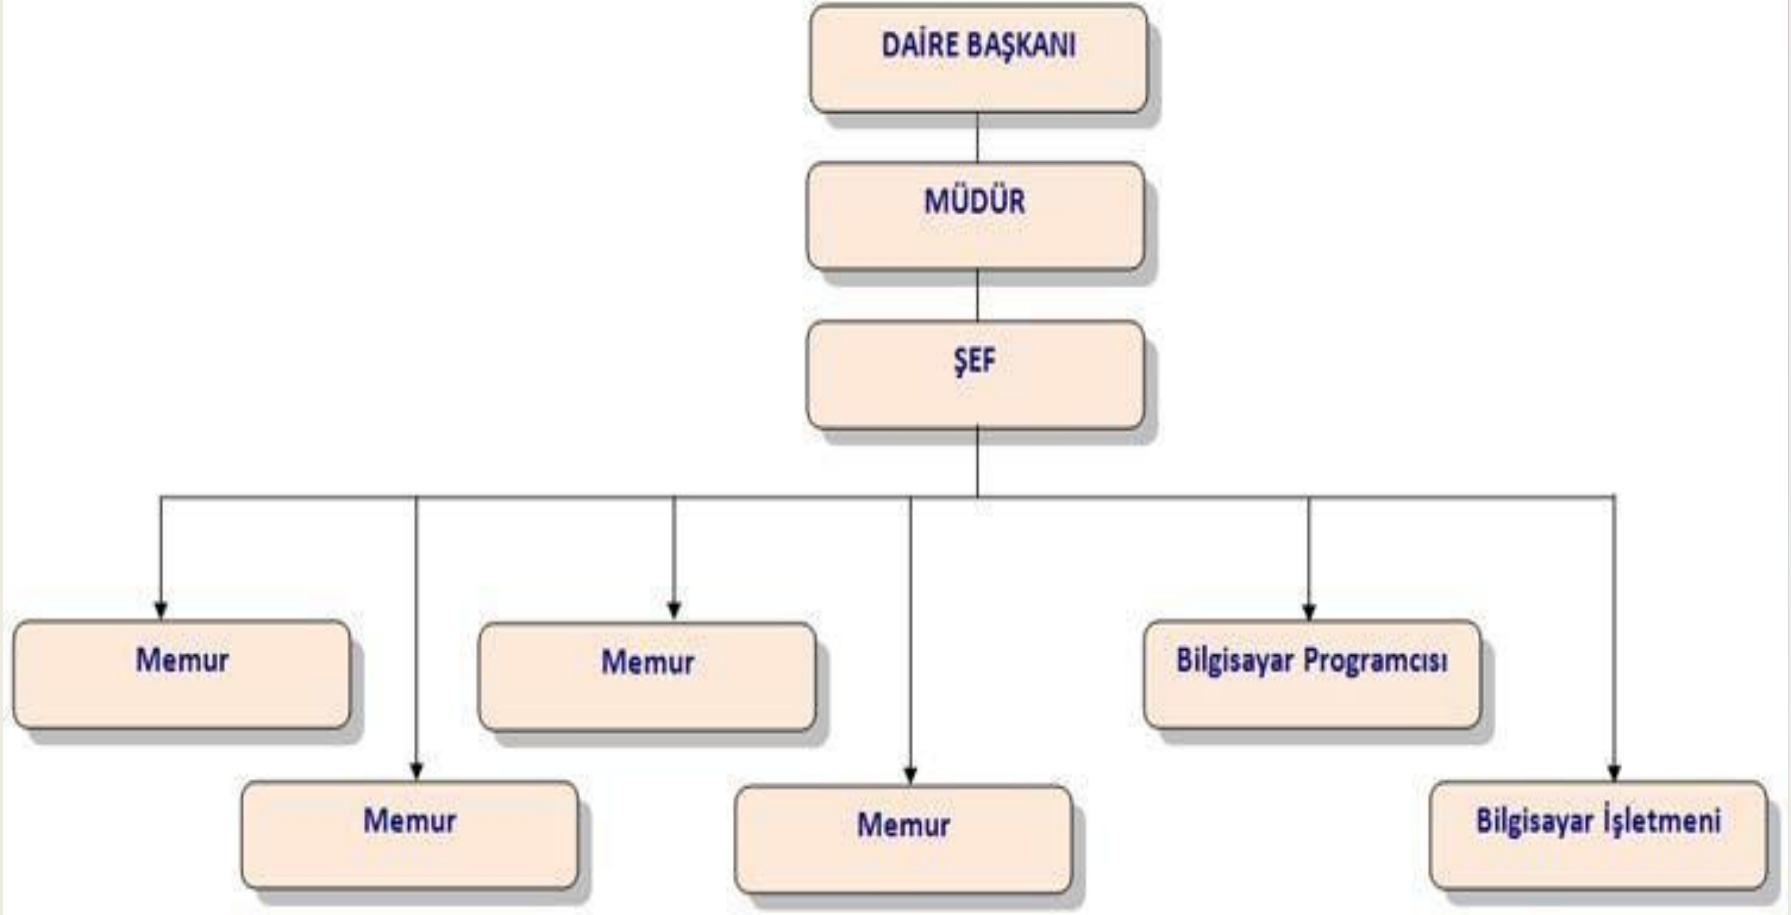 DAİRE BAŞKANI
MÜDÜR
ŞEF
Memur
Memur
Bilgisayar Programcısı
Memur
Memur
Bilgisayar İşletmeni